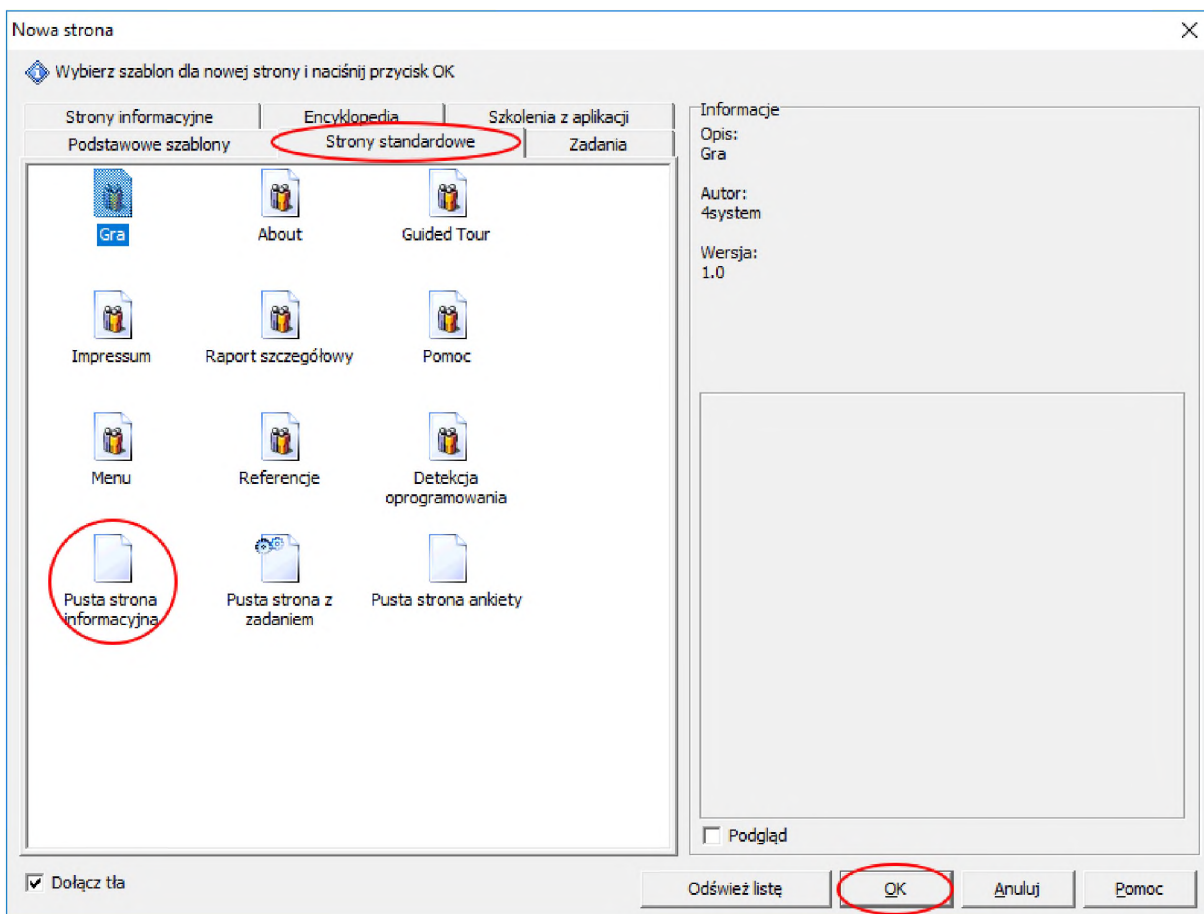 Nowa strona
Wybierz szablon dla nowej strony i naciśnij przycisk OK
Strony informacyjne Encyklopedia Szkolenia z aplikacji
Podstawowe szablony Strony standardowe Zadania
Gra About Guided Tour
Impressum Raport szczegółowy Pomoc
Menu Referencje Detekcja
oprogramowania
Pusta strona Pusta strona z Pusta strona ankiety
informacyjna zadaniem
Informacje
Opis:
Gra
Autor:
4system
Wersja:
1.0
Podgląd
Dołącz tła
Odśwież listę OK Anuluj Pomoc